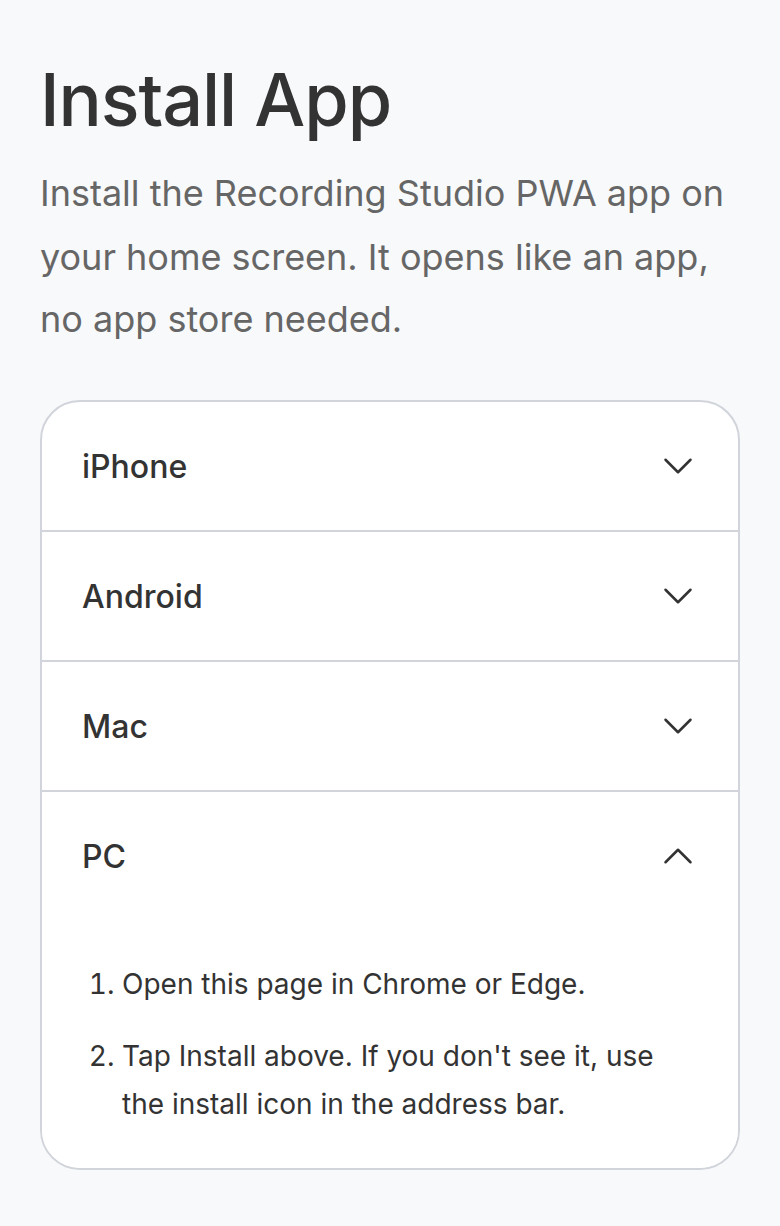 Install App
Install the Recording Studio PWA app on
your home screen. It opens like an app,
no app store needed.
iPhone
Android
Mac
PC
1. Open this page in Chrome or Edge.
2. Tap Install above. If you don't see it, use
the install icon in the address bar.